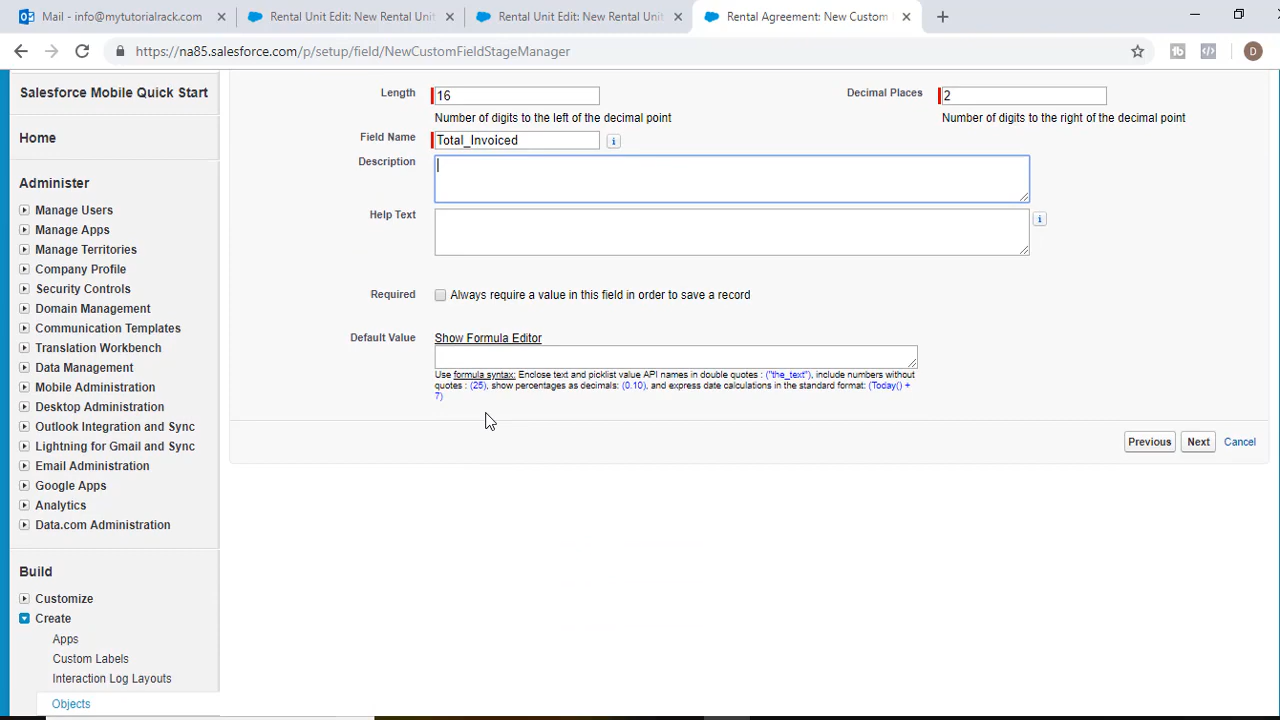 Mail - info@mytutorialrack.com
Rental Unit Edit: New Rental Unit
Rental Unit Edit: New Rental Unit
Rental Agreement: New Custom
https://na85.salesforce.com/p/setup/field/NewCustomFieldStageManager
D
Salesforce Mobile Quick Start
Home
Administer
Manage Users
Manage Apps
Manage Territories
Company Profile
Security Controls
Domain Management
Communication Templates
Translation Workbench
Data Management
Mobile Administration
Desktop Administration
Outlook Integration and Sync
Lightning for Gmail and Sync
Email Administration
Google Apps
Analytics
Data.com Administration
Build
Customize
Create
Apps
Custom Labels
Interaction Log Layouts
Objects
Length 16 Decimal Places 2
Number of digits to the left of the decimal point Number of digits to the right of the decimal point
Field Name Total_Invoiced
Description
Help Text
Required Always require a value in this field in order to save a record
Default Value Show Formula Editor
Use formula syntax: Enclose text and picklist value API names in double quotes : ("the_text"), include numbers without
quotes : (25), show percentages as decimals: (0.10), and express date calculations in the standard format: (Today() +
7)
Previous Next Cancel